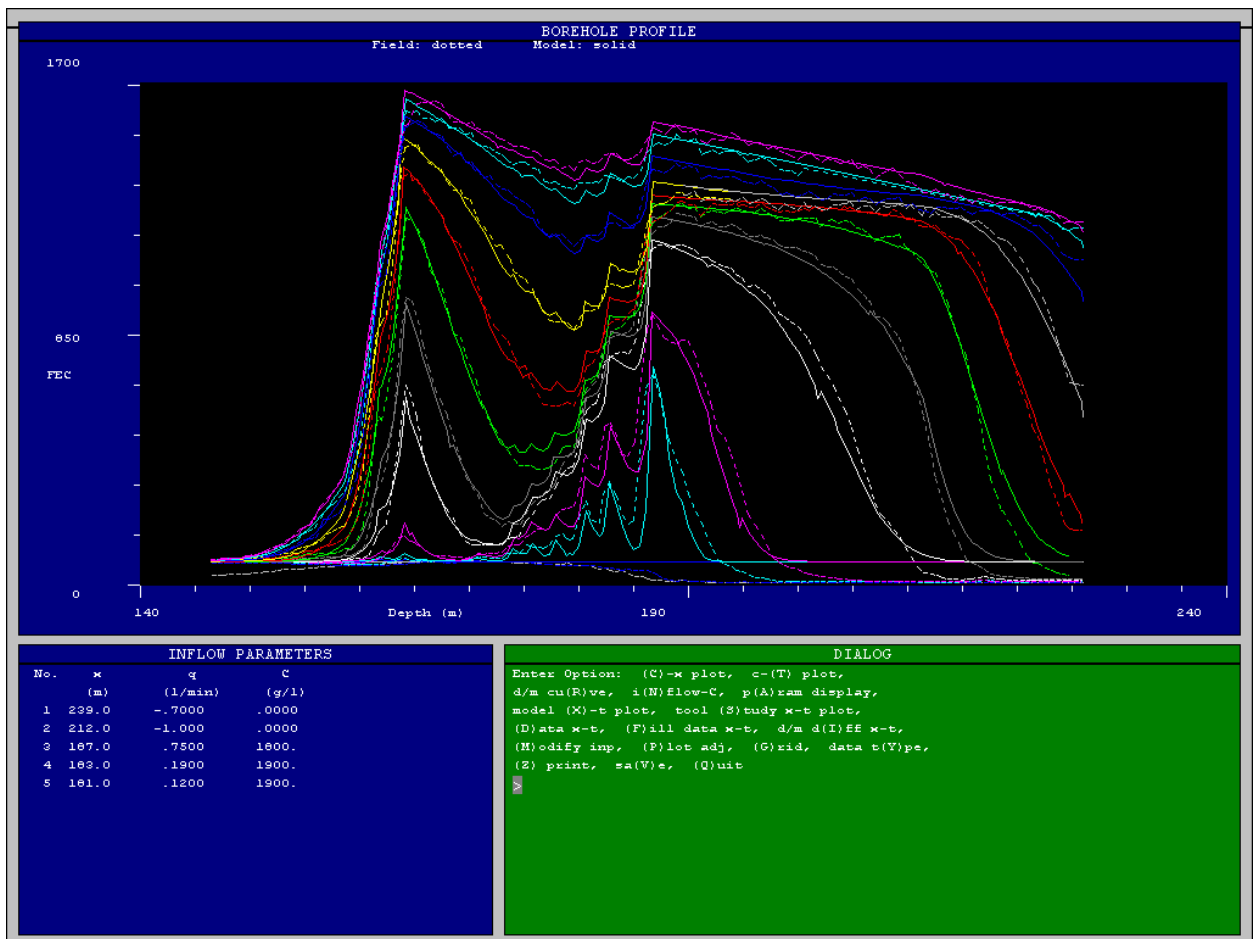 BOREHOLE PROFILE
Field: dotted Model: solid
1700
850
FEC
0
140 Depth (m) 190 240
INFLOW PARAMETERS
No. x q C
(m) (l/min) (g/l)
1 239.0 -.7000 .0000
2 212.0 -1.000 .0000
3 187.0 .7500 1800.
4 183.0 .1900 1900.
5 181.0 .1200 1900.
DIALOG
Enter Option: (C)-x plot, c-(T) plot,
d/m cu(R)ve, i(N)flow-C, p(A)ram display,
model (X)-t plot, tool (S)tudy x-t plot,
(D)ata x-t, (F)ill data x-t, d/m d(I)ff x-t,
(M)odify inp, (P)lot adj, (G)rid, data t(Y)pe,
(Z) print, sa(V)e, (Q)uit
>